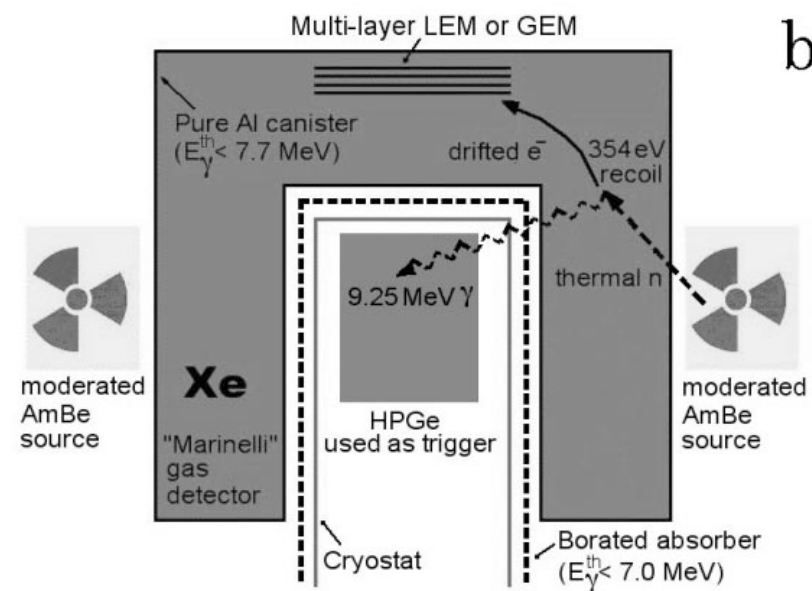 Multi-layer LEM or GEM
b
Pure Al canister
(E_γ^th < 7.7 MeV)
drifted e⁻
354 eV
recoil
thermal n
9.25 MeV γ
moderated
AmBe
source
Xe
"Marinelli"
gas
detector
HPGe
used as trigger
moderated
AmBe
source
Cryostat
Borated absorber
(E_γ^th < 7.0 MeV)